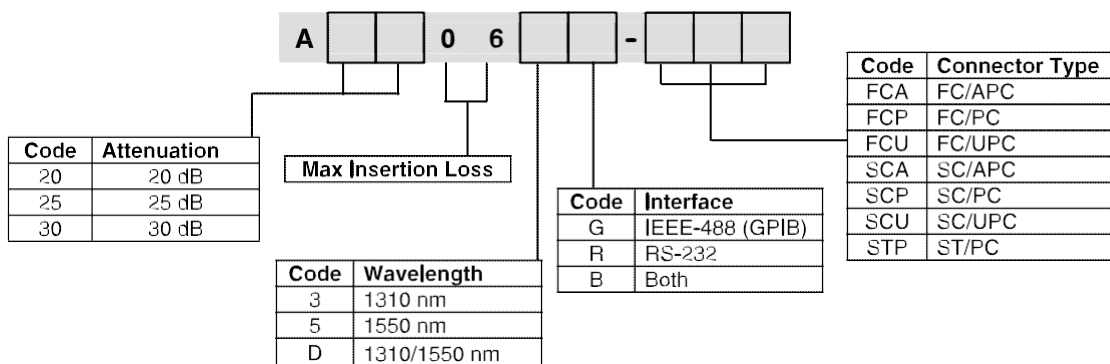 A 0 6 -
Code Attenuation
20 20 dB
25 25 dB
30 30 dB
Max Insertion Loss
Code Wavelength
3 1310 nm
5 1550 nm
D 1310/1550 nm
Code Interface
G IEEE-488 (GPIB)
R RS-232
B Both
Code Connector Type
FCA FC/APC
FCP FC/PC
FCU FC/UPC
SCA SC/APC
SCP SC/PC
SCU SC/UPC
STP ST/PC